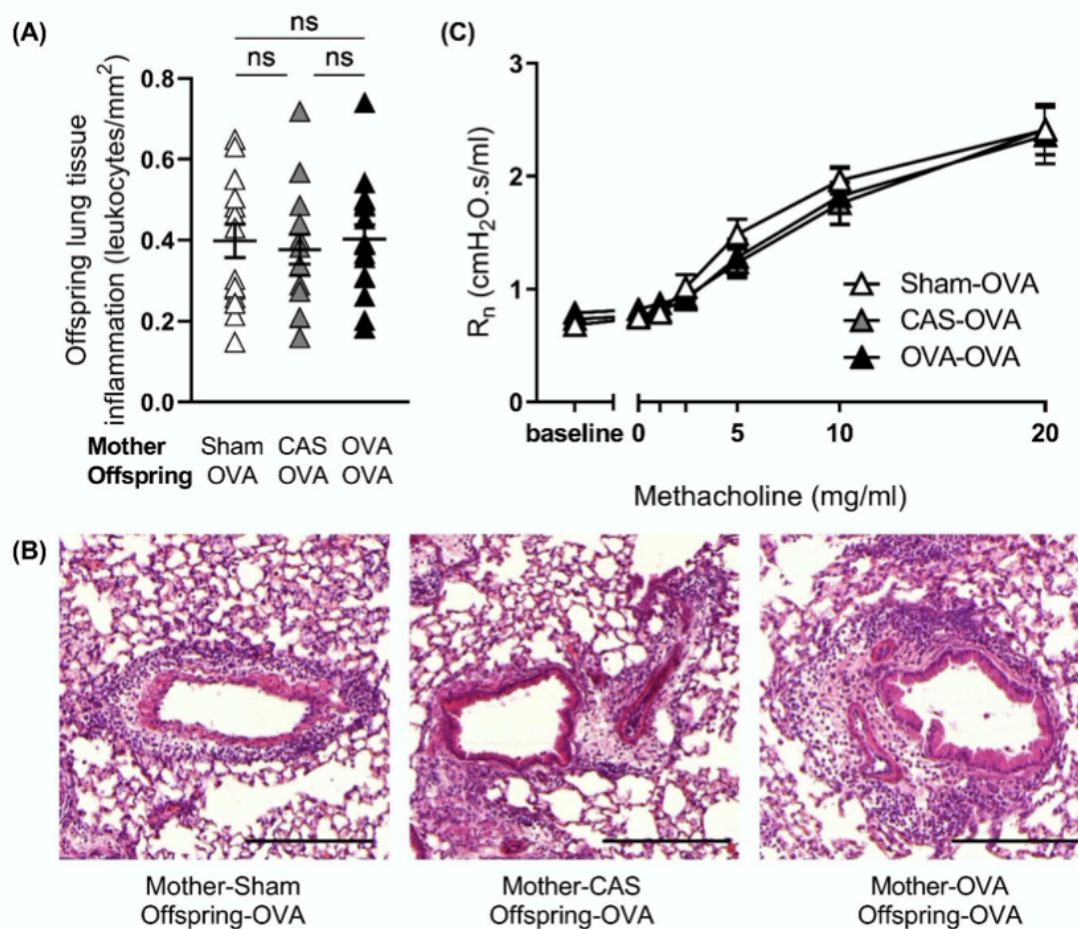 (A)
ns
ns ns
Offspring lung tissue
inflammation (leukocytes/mm²)
0.8
0.6
0.4
0.2
0.0
Mother Sham CAS OVA
Offspring OVA OVA OVA
(C)
Rₙ (cmH₂O.s/ml)
3
2
1
0
Sham-OVA
CAS-OVA
OVA-OVA
baseline 0 5 10 20
Methacholine (mg/ml)
(B)
Mother-Sham
Offspring-OVA
Mother-CAS
Offspring-OVA
Mother-OVA
Offspring-OVA